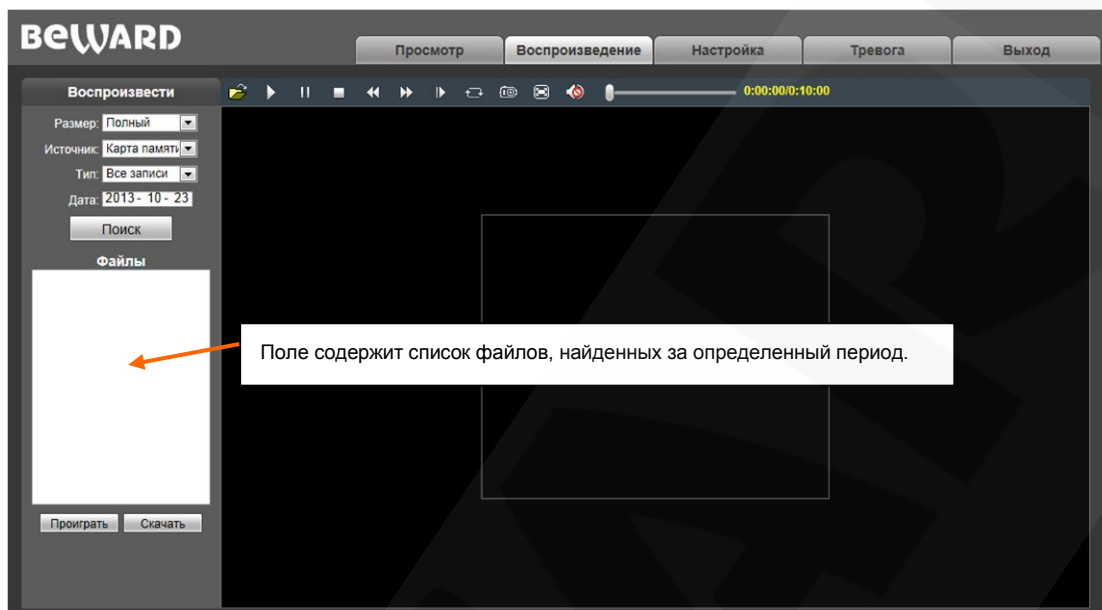 BEWARD
Просмотр
Воспроизведение
Настройка
Тревога
Выход
Воспроизвести
0:00:00/0:10:00
Размер: Полный
Источник: Карта памяти
Тип: Все записи
Дата: 2013- 10 - 23
Поиск
Файлы
Поле содержит список файлов, найденных за определенный период.
Проиграть
Скачать